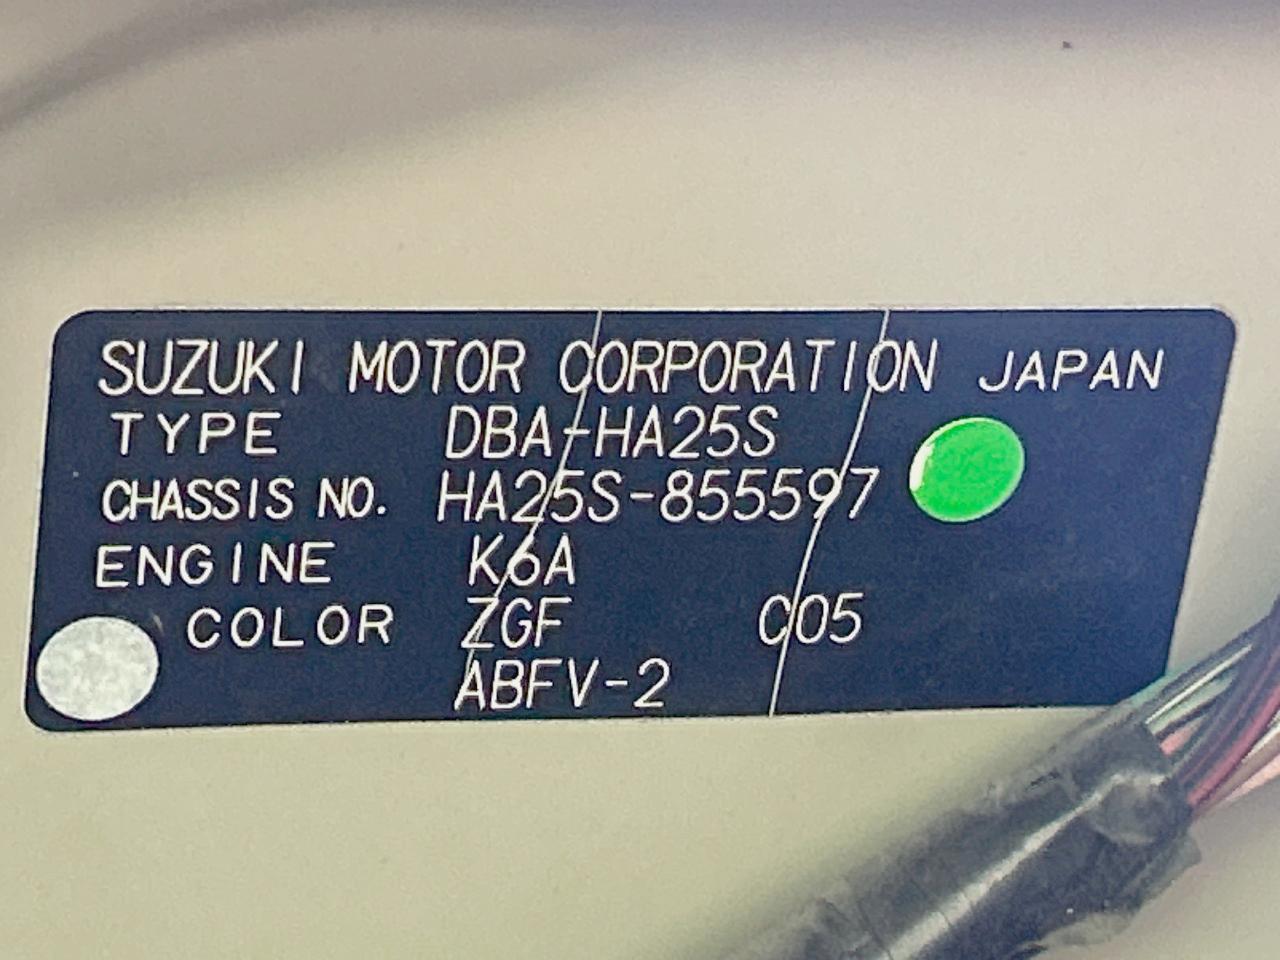 SUZUKI MOTOR CORPORATION JAPAN
TYPE DBA-HA25S
CHASSIS NO. HA25S-855597
ENGINE K6A
COLOR ZGF C05
ABFV-2